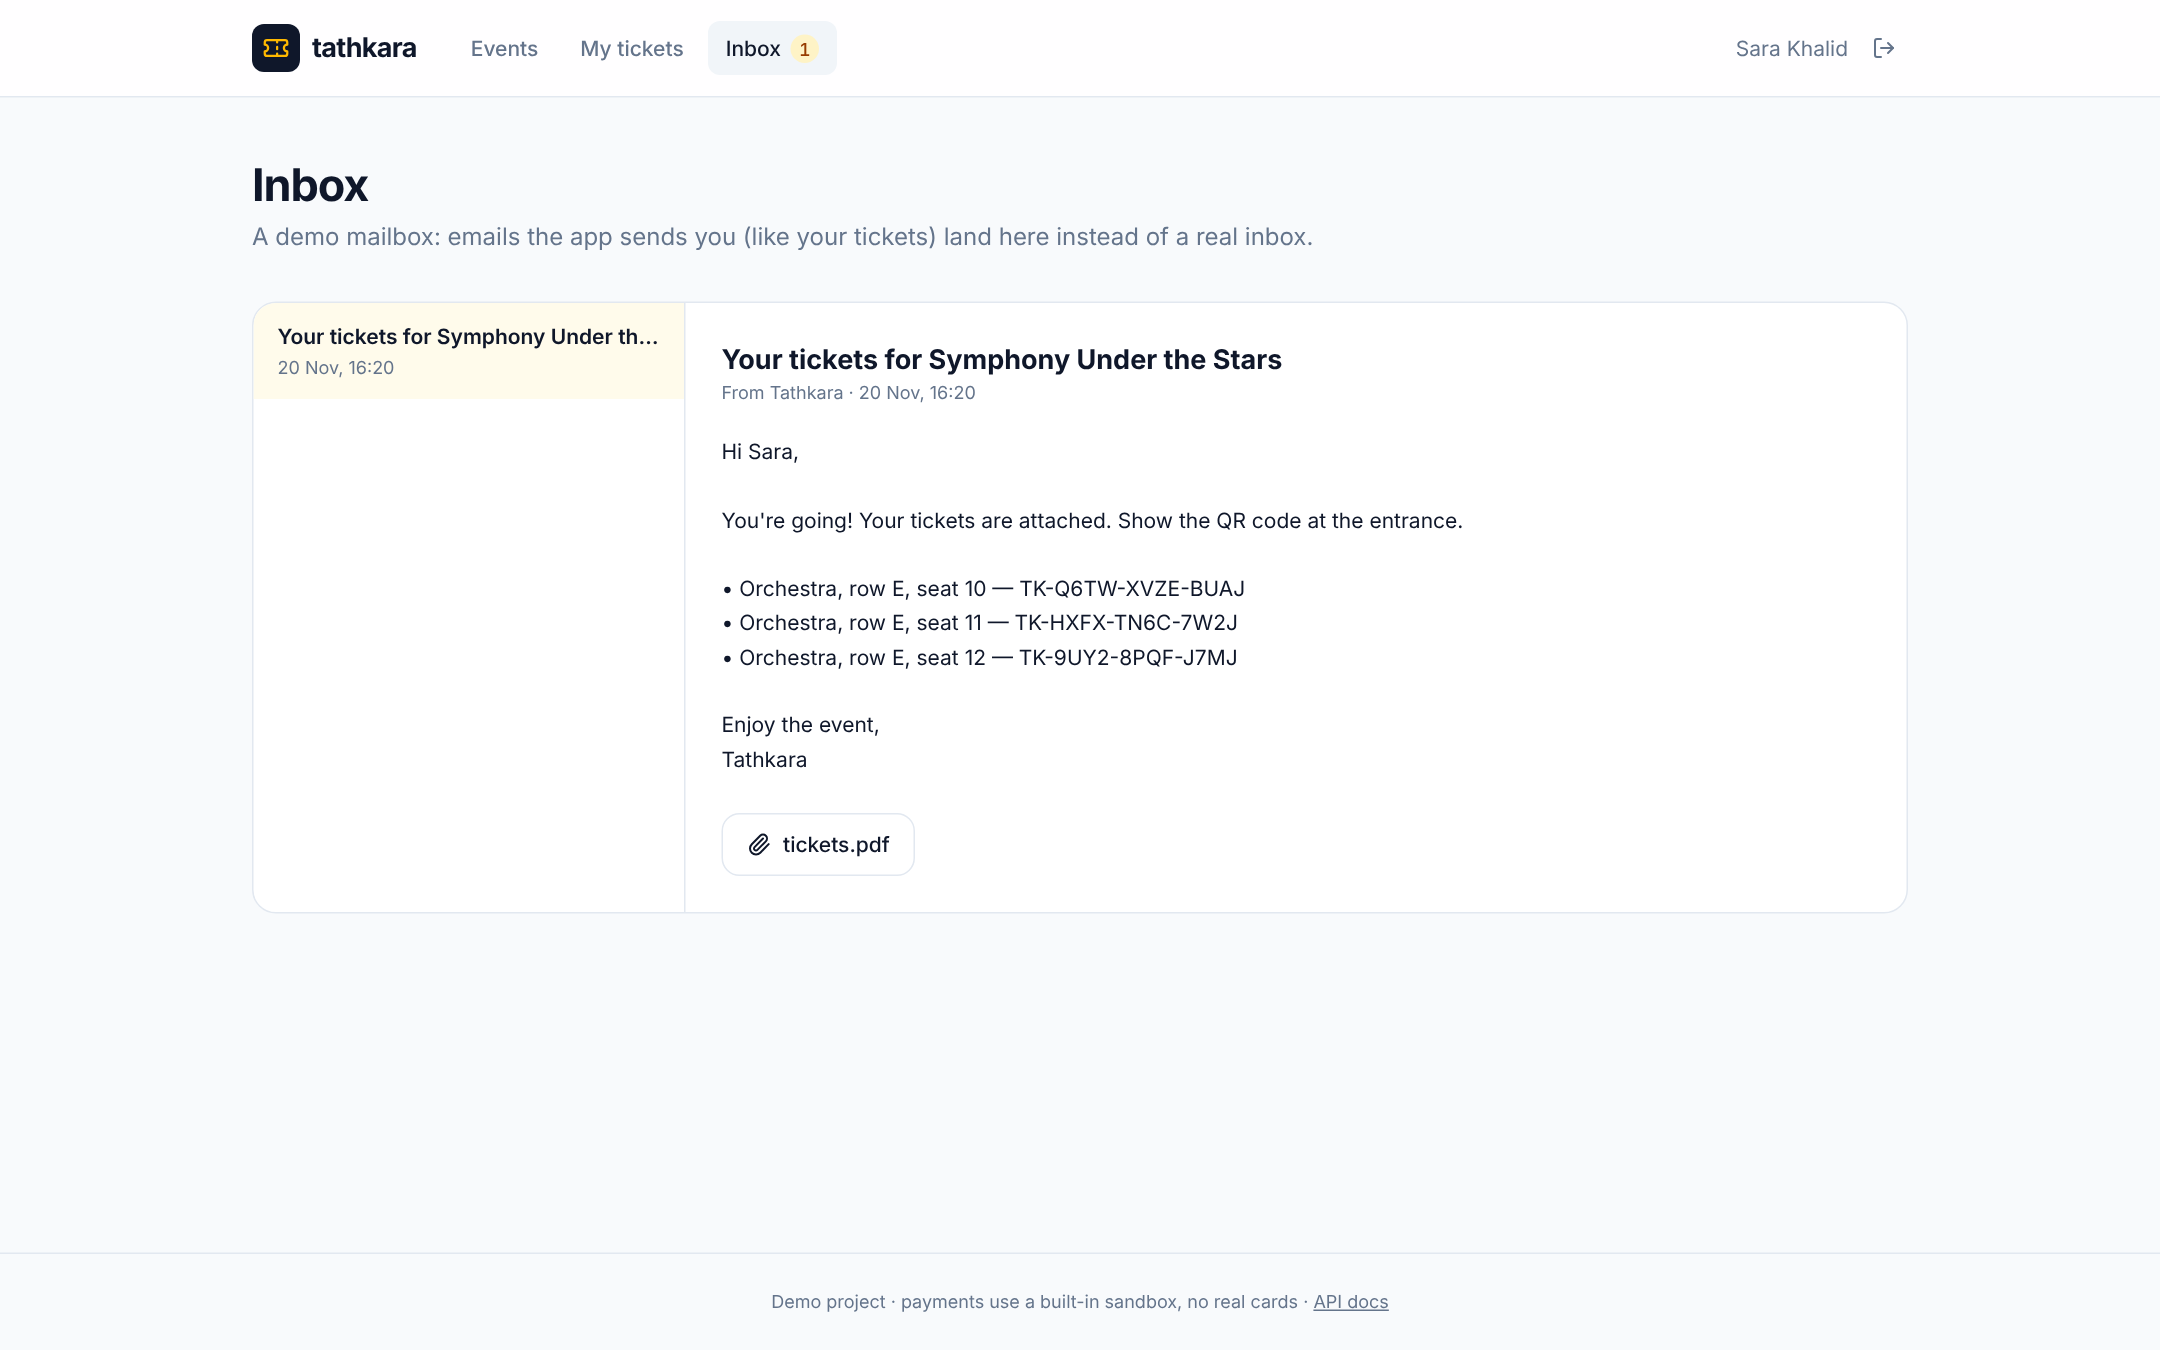 tathkara
Events
My tickets
Inbox 1
Sara Khalid
Inbox
A demo mailbox: emails the app sends you (like your tickets) land here instead of a real inbox.
Your tickets for Symphony Under th...
20 Nov, 16:20
Your tickets for Symphony Under the Stars
From Tathkara · 20 Nov, 16:20
Hi Sara,
You're going! Your tickets are attached. Show the QR code at the entrance.
• Orchestra, row E, seat 10 — TK-Q6TW-XVZE-BUAJ
• Orchestra, row E, seat 11 — TK-HXFX-TN6C-7W2J
• Orchestra, row E, seat 12 — TK-9UY2-8PQF-J7MJ
Enjoy the event,
Tathkara
tickets.pdf
Demo project · payments use a built-in sandbox, no real cards · API docs